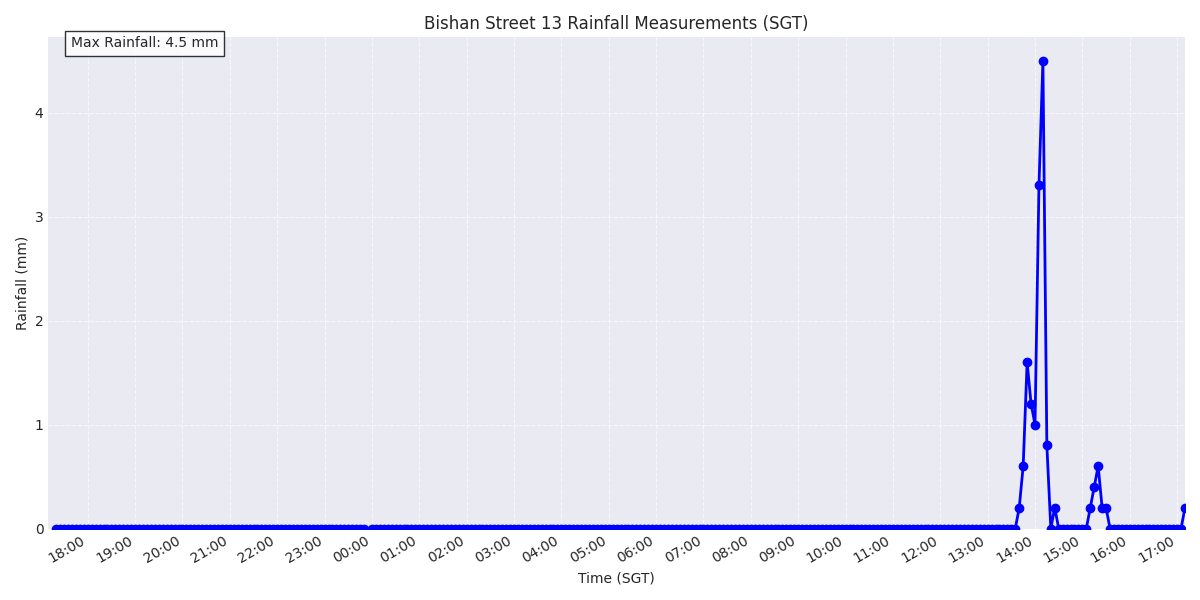 Bishan Street 13 Rainfall Measurements (SGT)
Max Rainfall: 4.5 mm
4
3
2
1
0
Rainfall (mm)
18:00 19:00 20:00 21:00 22:00 23:00 00:00 01:00 02:00 03:00 04:00 05:00 06:00 07:00 08:00 09:00 10:00 11:00 12:00 13:00 14:00 15:00 16:00 17:00
Time (SGT)